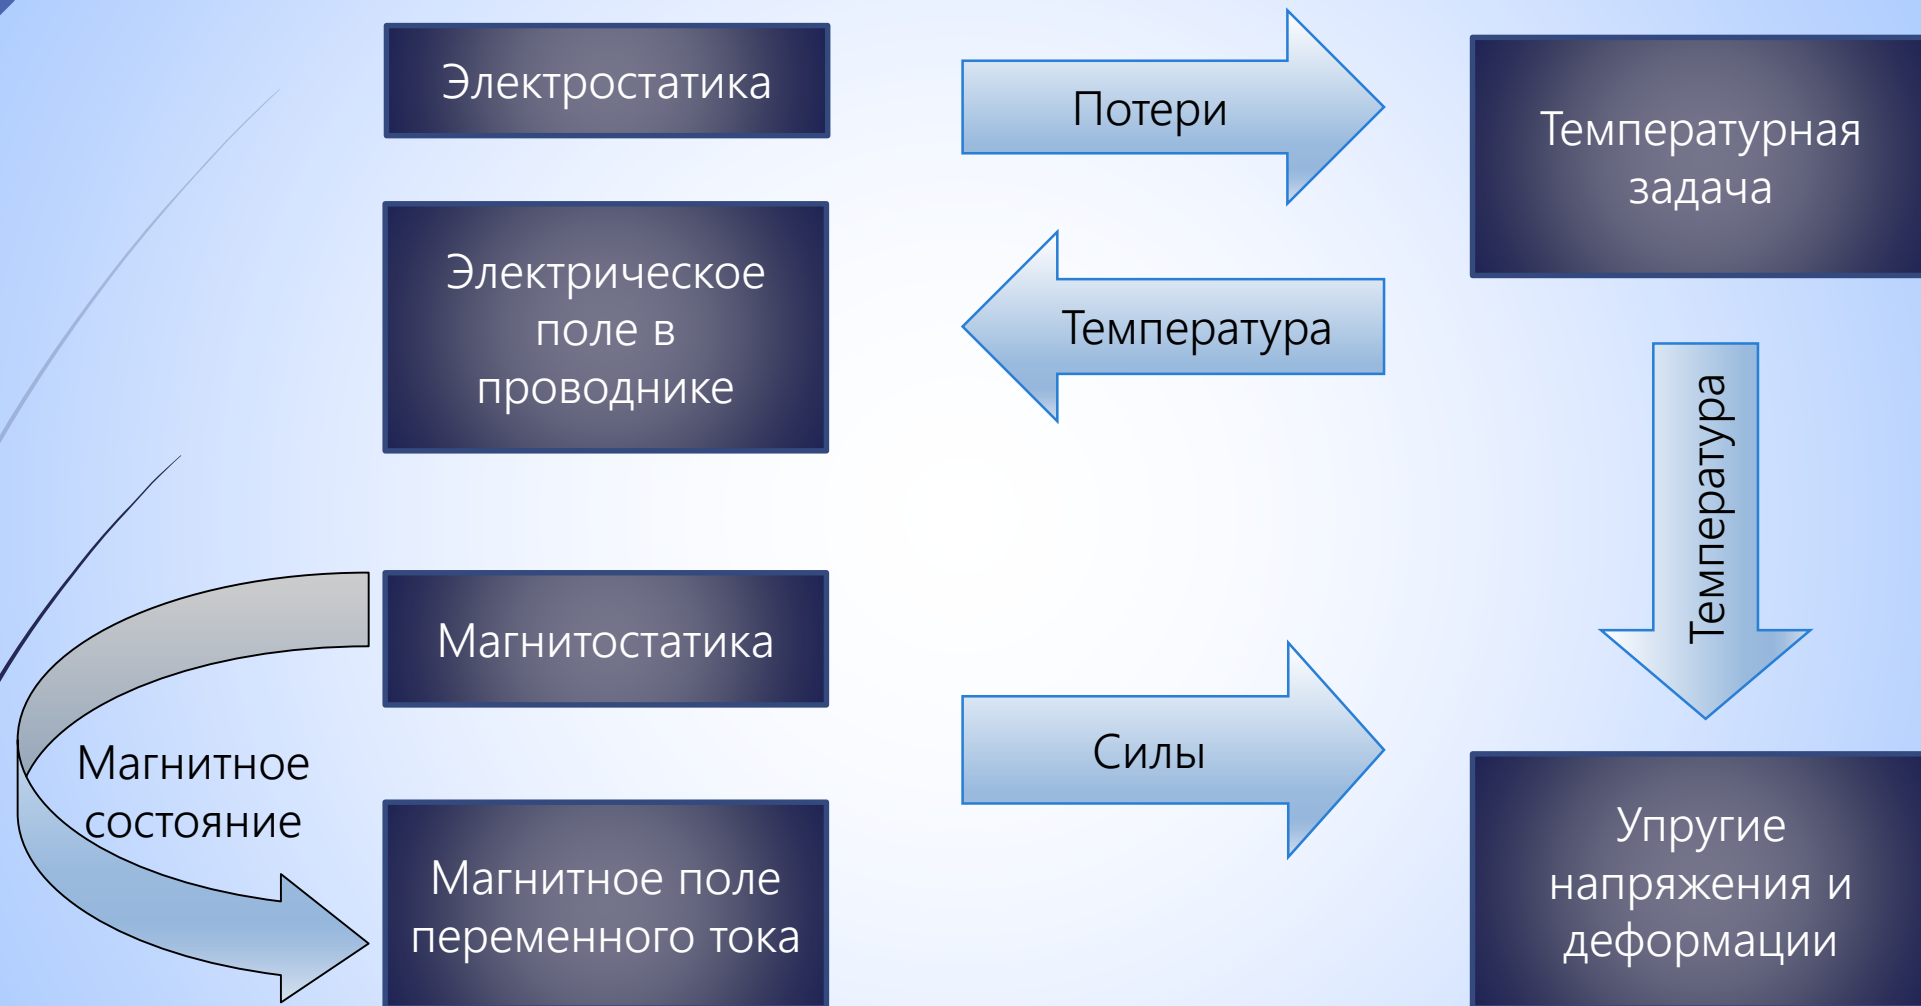 Электростатика
Потери
Температурная
задача
Электрическое
поле в
проводнике
Температура
Температура
Магнитостатика
Магнитное
состояние
Силы
Магнитное поле
переменного тока
Упругие
напряжения и
деформации